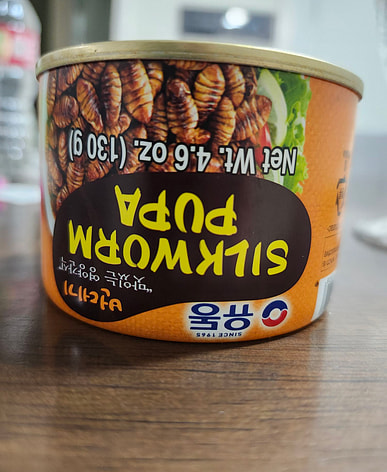 SINCE 1965
유동
번데기
SILKWORM
PUPA
Net Wt. 4.6 oz. (130 g)